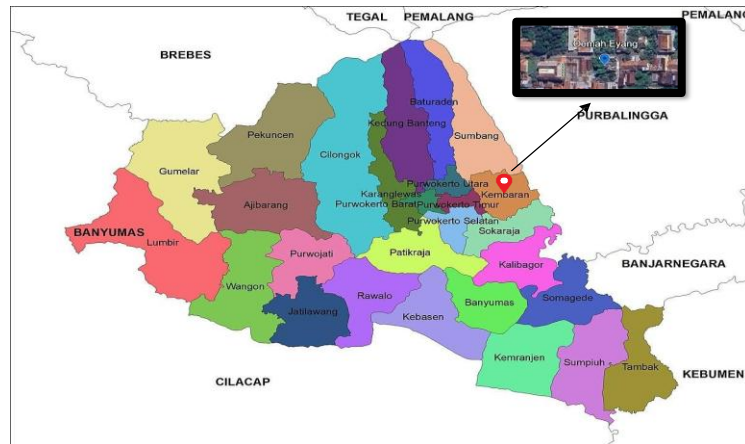 TEGAL
PEMALANG
PEMALANG
BREBES
Oemah Eyang
PURBALINGGA
Baturaden
Kedung Banteng
Sumbang
Pekuncen
Cilongok
Gumelar
Purwokerto Utara
Kembaran
Karanglewas
Ajibarang
Purwokerto Barat
Purwokerto Timur
Purwokerto Selatan
Sokaraja
BANYUMAS
Lumbir
Purwojati
Patikraja
Kalibagor
BANJARNEGARA
Wangon
Rawalo
Banyumas
Somagede
Jatilawang
Kebasen
Kemranjen
Sumpiuh
Tambak
CILACAP
KEBUMEN